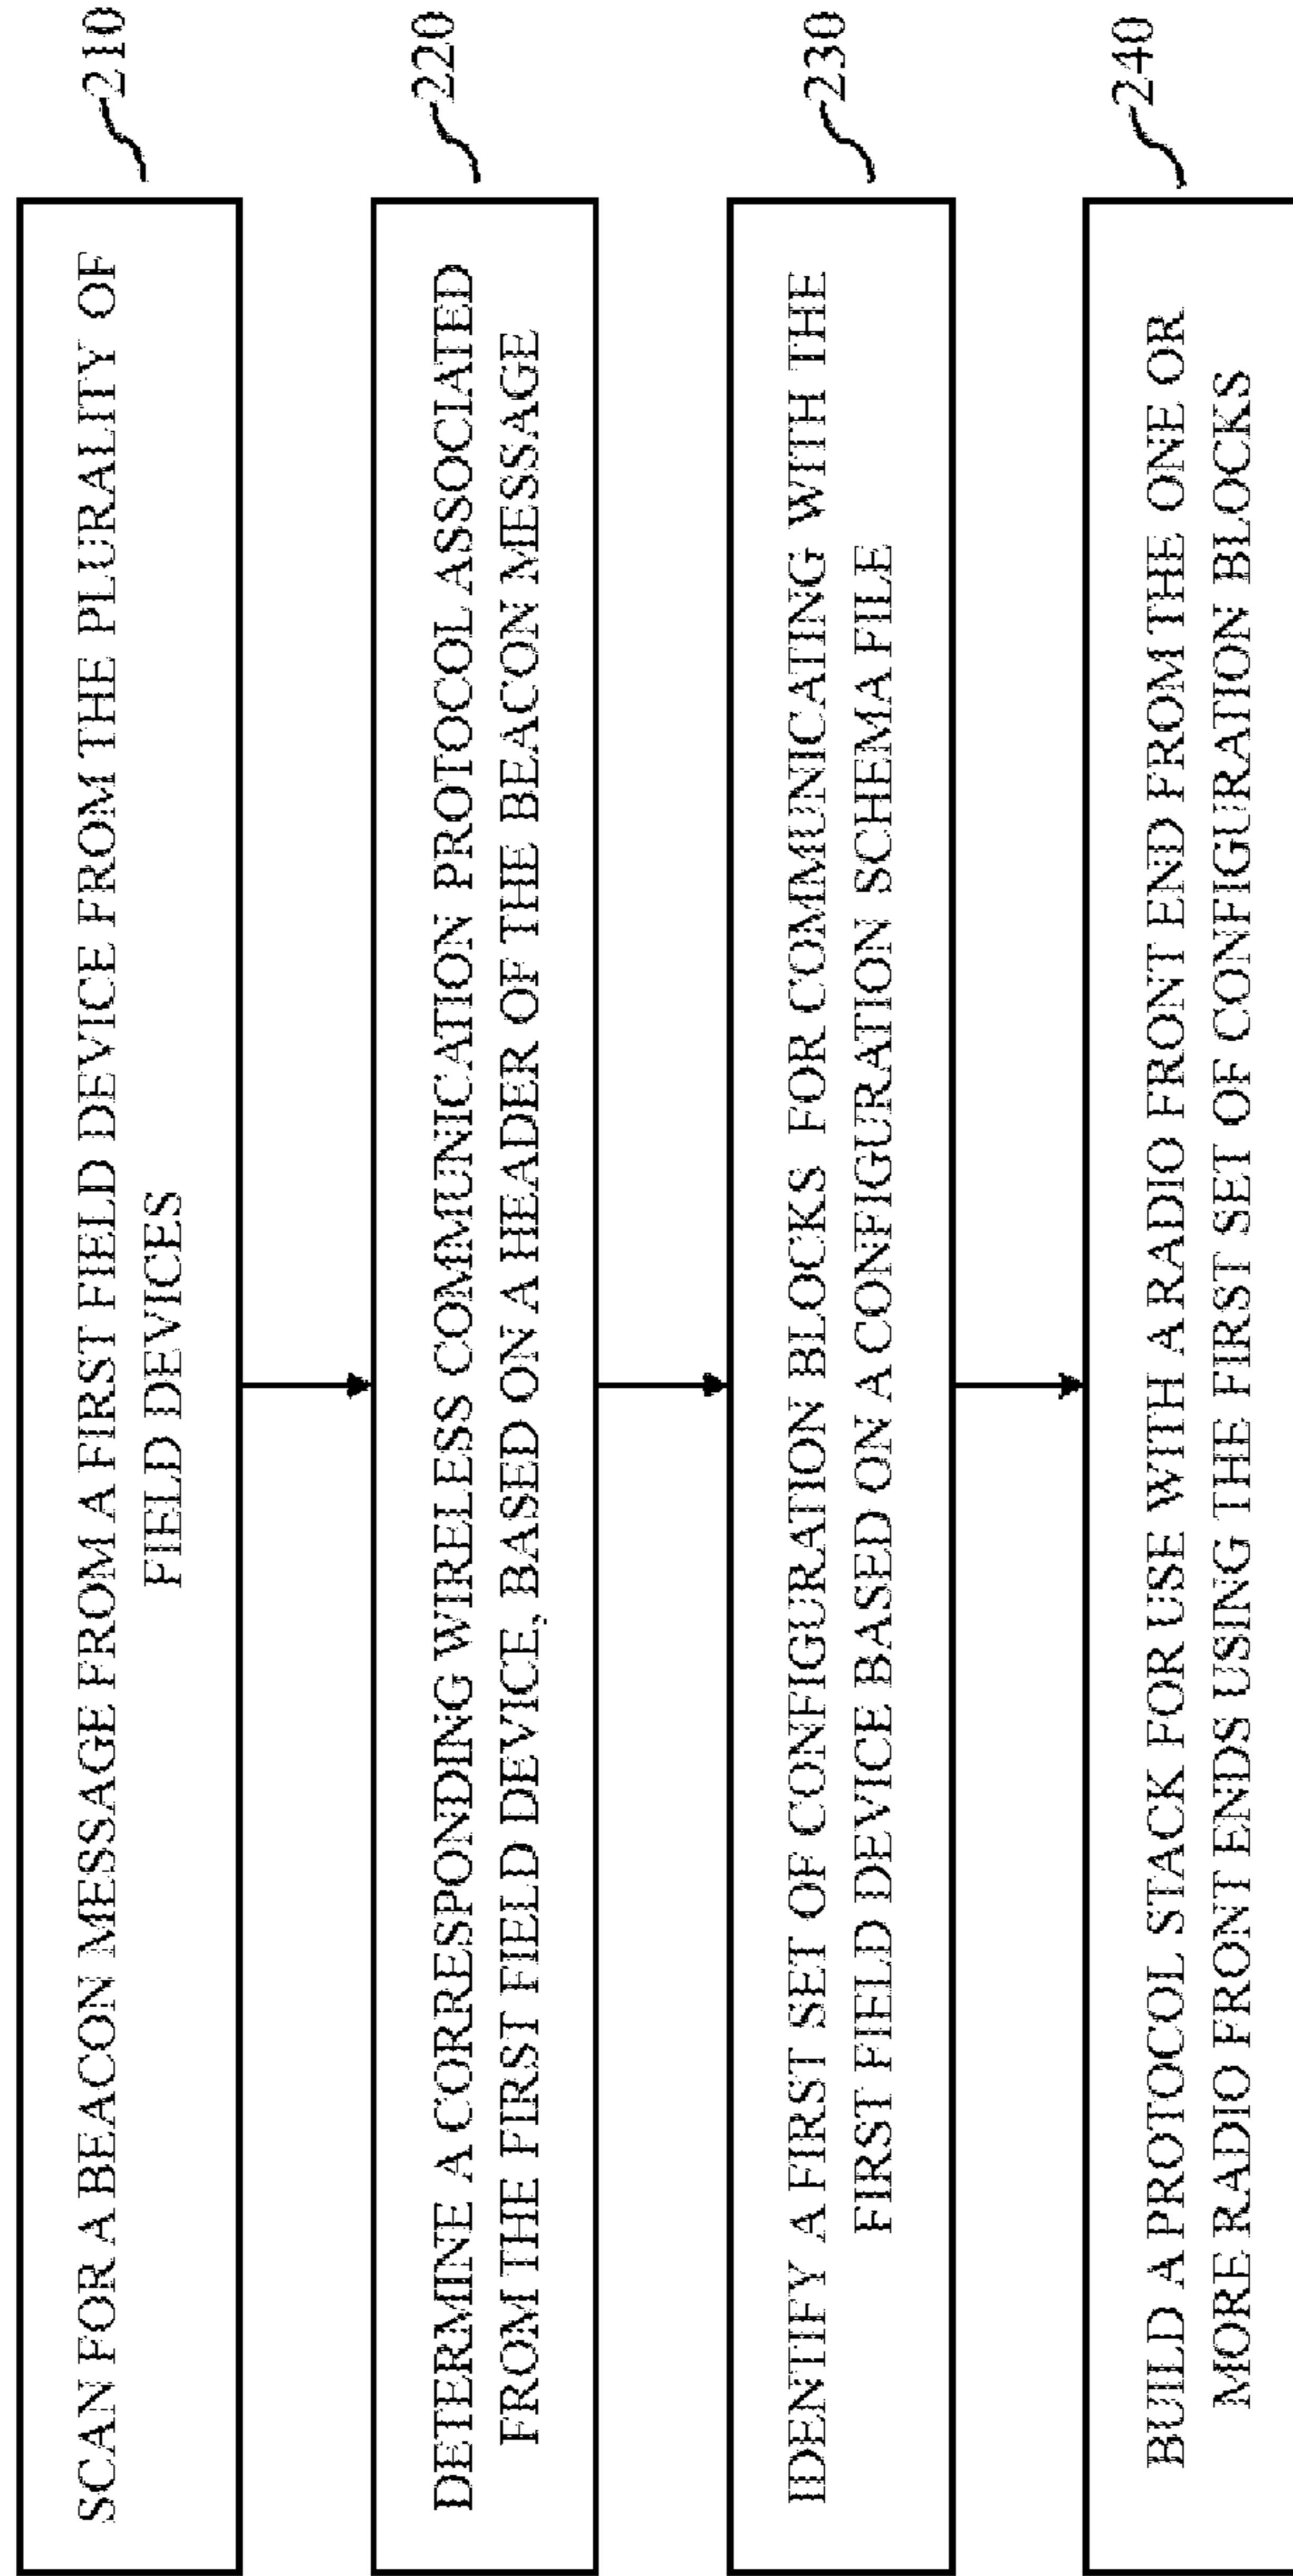 SCAN FOR A BEACON MESSAGE FROM A FIRST FIELD DEVICE FROM THE PLURALITY OF
FIELD DEVICES
210
DETERMINE A CORRESPONDING WIRELESS COMMUNICATION PROTOCOL ASSOCIATED
FROM THE FIRST FIELD DEVICE, BASED ON A HEADER OF THE BEACON MESSAGE
220
IDENTIFY A FIRST SET OF CONFIGURATION BLOCKS FOR COMMUNICATING WITH THE
FIRST FIELD DEVICE BASED ON A CONFIGURATION SCHEMA FILE
230
BUILD A PROTOCOL STACK FOR USE WITH A RADIO FRONT END FROM THE ONE OR
MORE RADIO FRONT ENDS USING THE FIRST SET OF CONFIGURATION BLOCKS
240